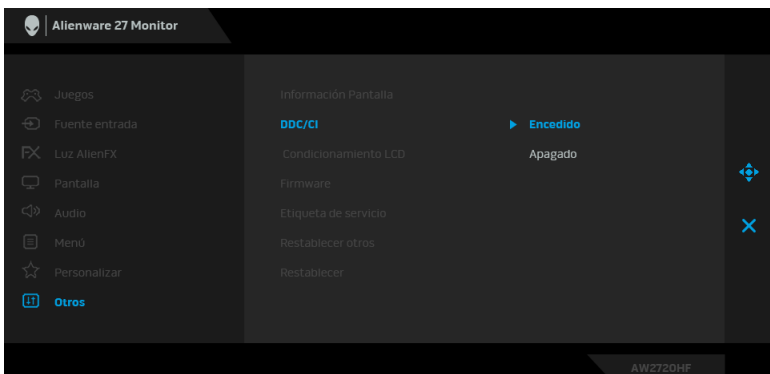 Alienware 27 Monitor
Juegos
Fuente entrada
Luz AlienFX
Pantalla
Audio
Menú
Personalizar
Otros
Información Pantalla
DDC/CI
Condicionamiento LCD
Firmware
Etiqueta de servicio
Restablecer otros
Restablecer
Encedido
Apagado
AW2720HF